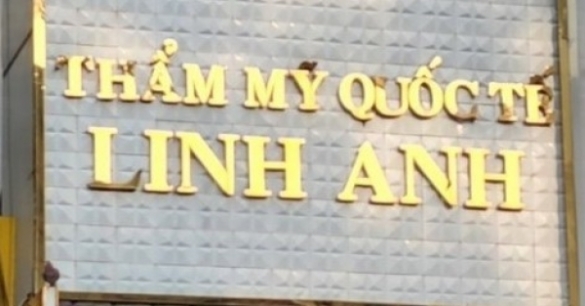 THẨM MỸ QUỐC TẾ
LINH ANH